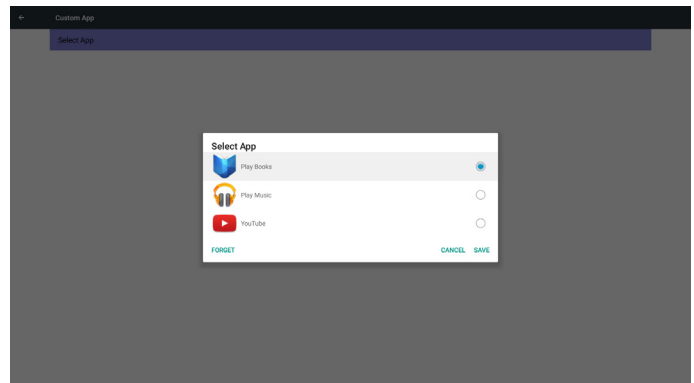 Custom App
Select App
Select App
Play Books
Play Music
YouTube
FORGET CANCEL SAVE